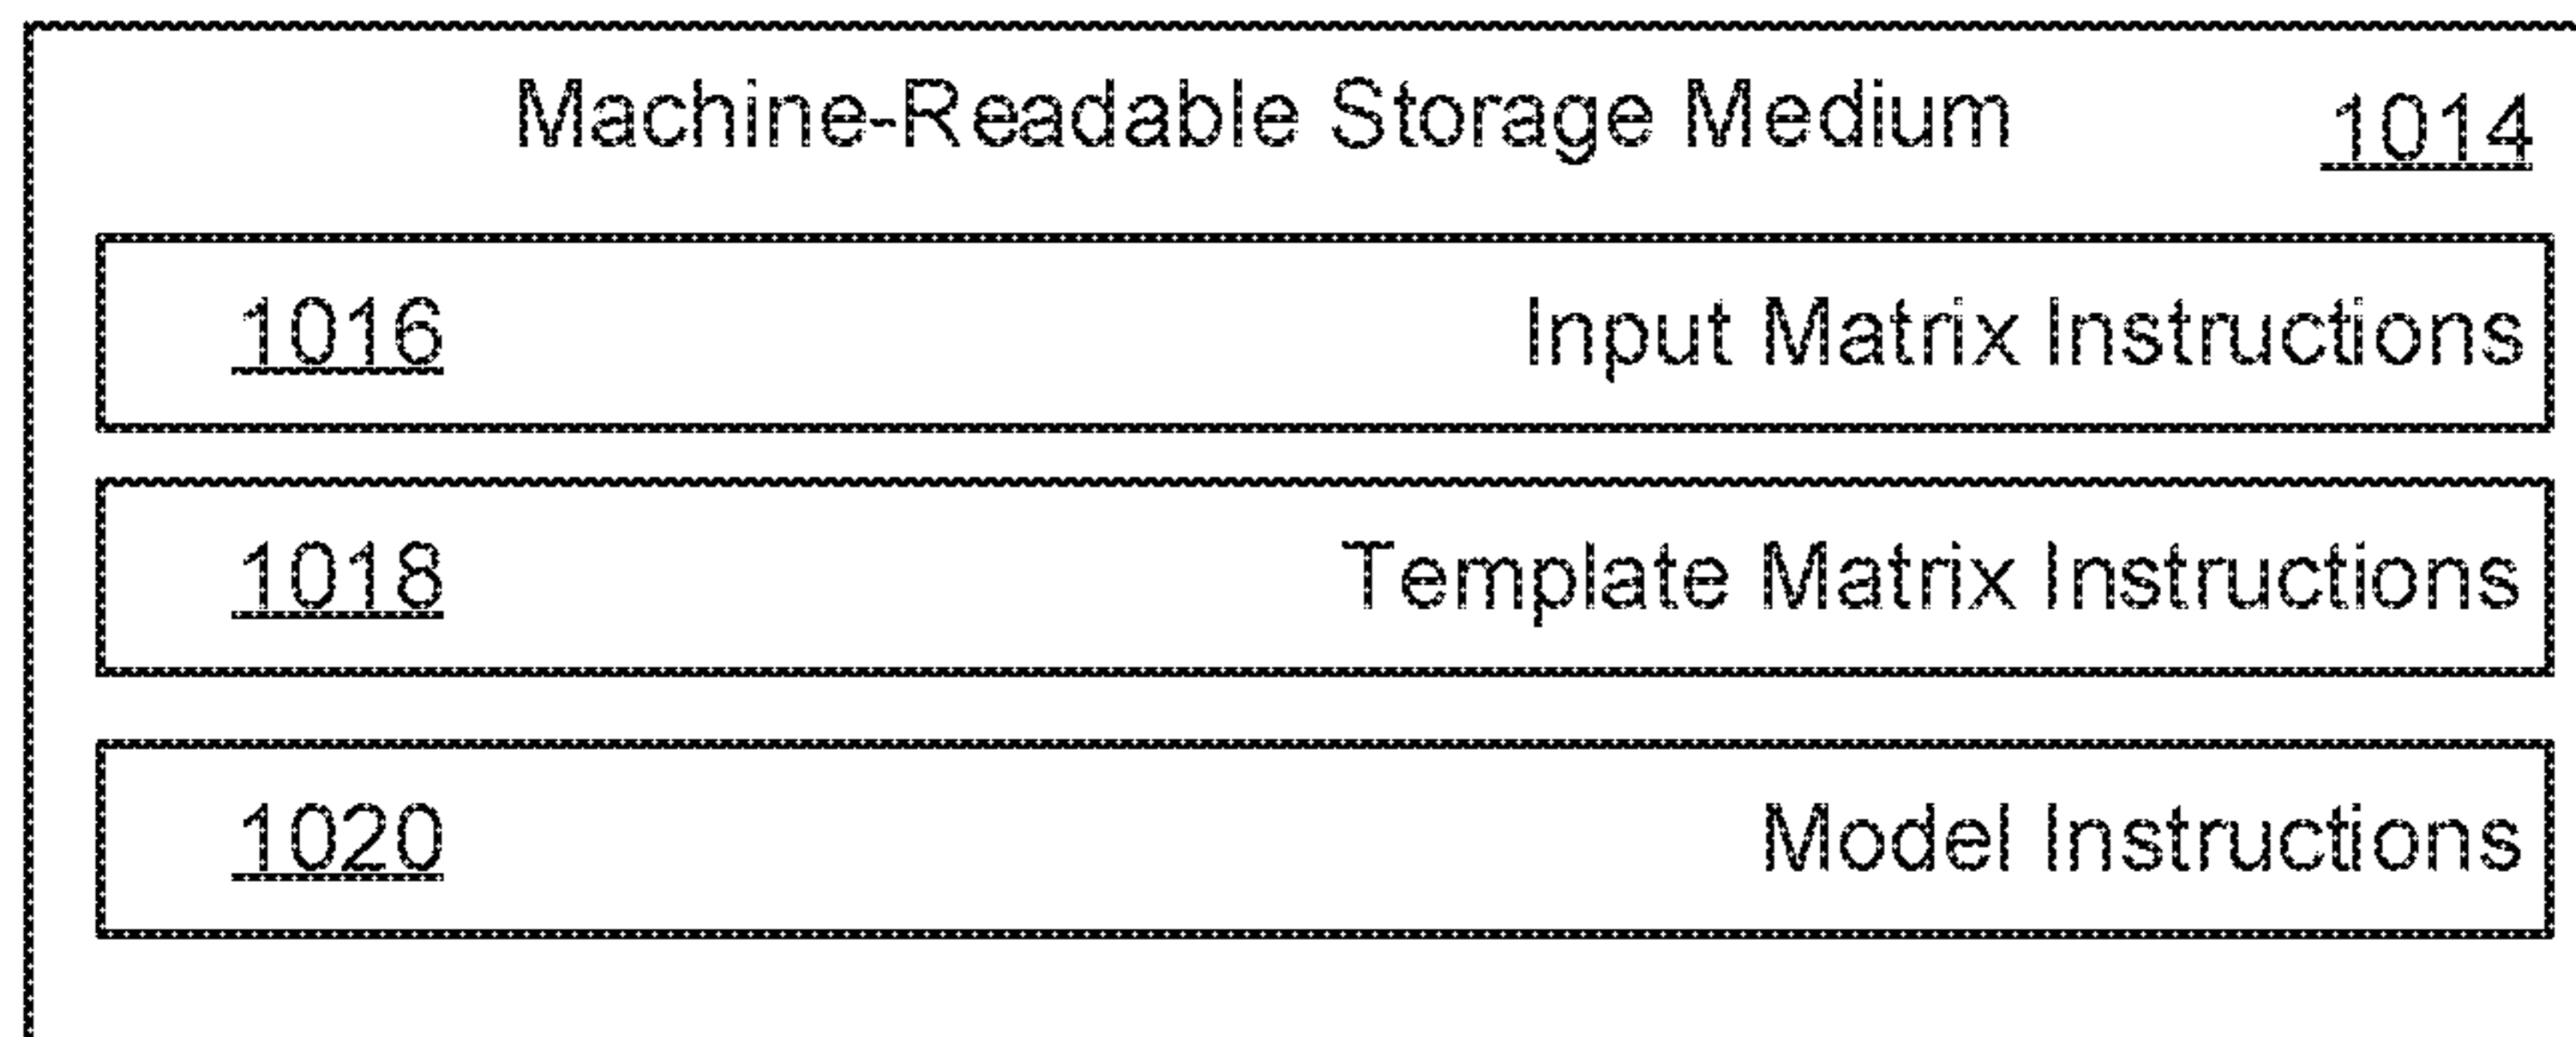 Machine-Readable Storage Medium 1014
1016 Input Matrix Instructions
1018 Template Matrix Instructions
1020 Model Instructions